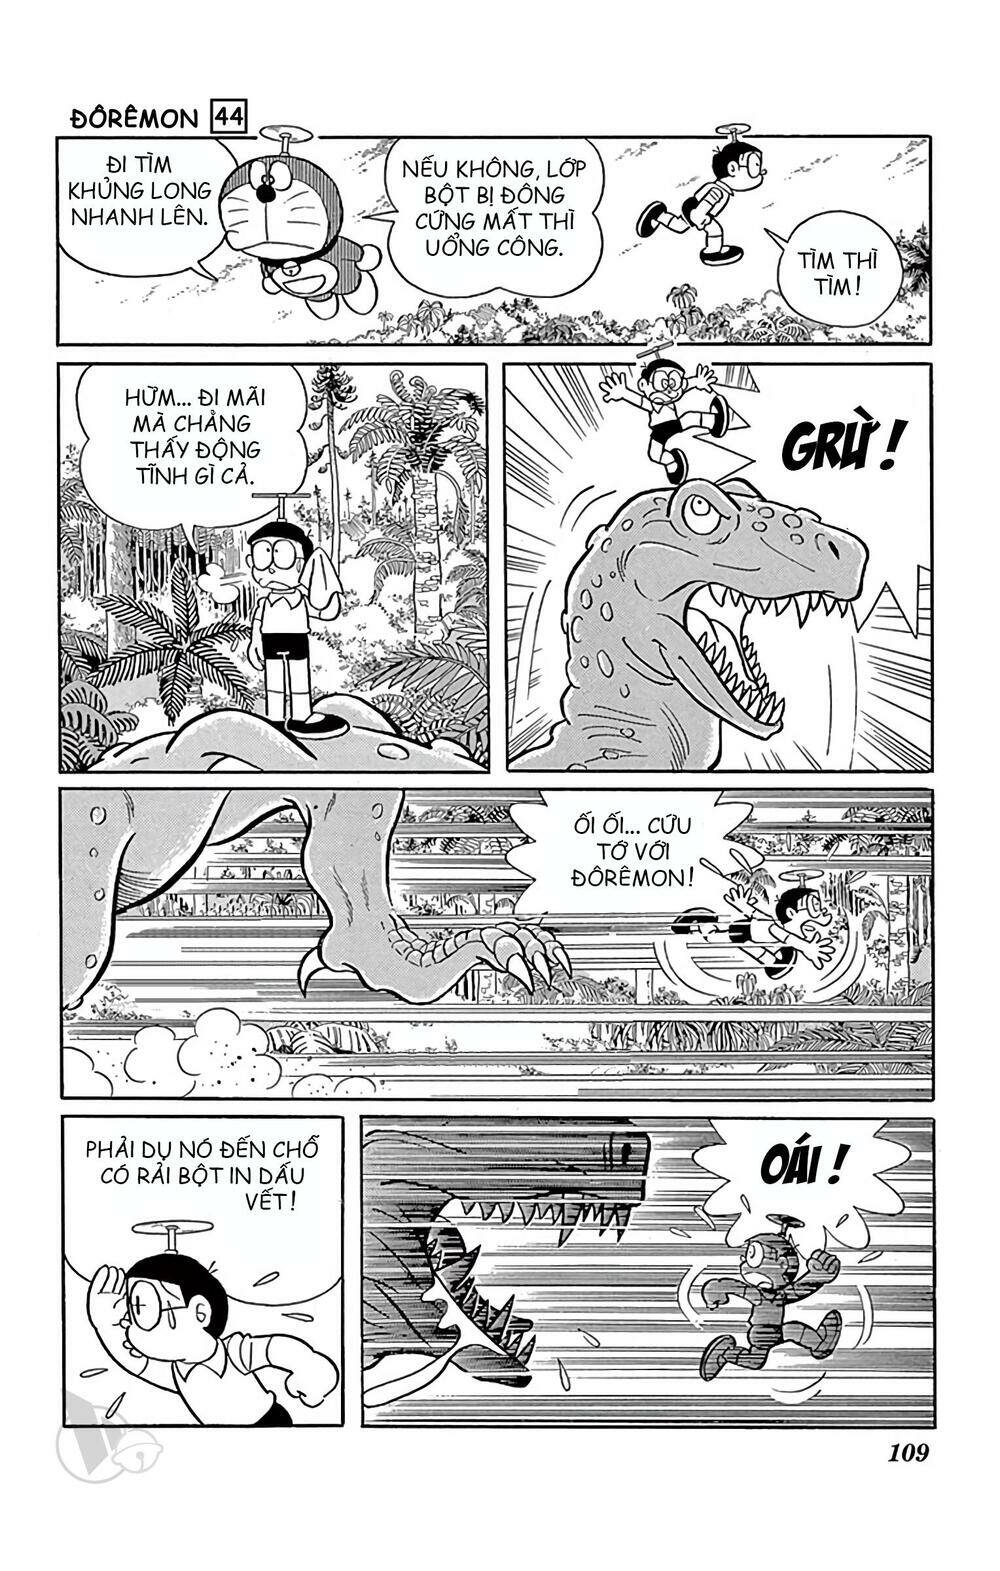 ĐÔRÊMON 44
ĐI TÌM
KHỦNG LONG
NHANH LÊN.
NẾU KHÔNG, LỚP
BỘT BỊ ĐÔNG
CỨNG MẤT THÌ
UỔNG CÔNG.
TÌM THÌ
TÌM!
HỪM... ĐI MÃI
MÀ CHẲNG
THẤY ĐỘNG
TĨNH GÌ CẢ.
GRỪ!
ỐI ỐI... CỨU
TỚ VỚI
ĐÔRÊMON!
PHẢI DỤ NÓ ĐẾN CHỖ
CÓ RẢI BỘT IN DẤU
VẾT!
OÁI!
109